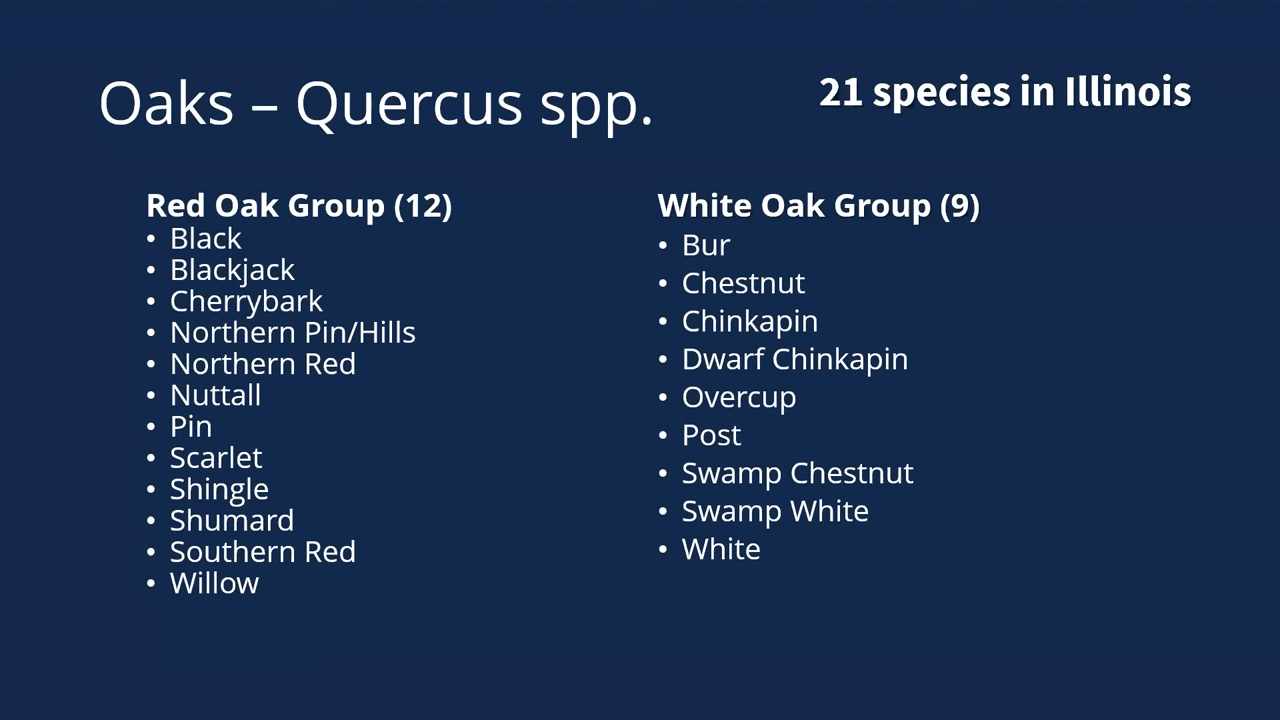 Oaks – Quercus spp.
21 species in Illinois
Red Oak Group (12)
• Black
• Blackjack
• Cherrybark
• Northern Pin/Hills
• Northern Red
• Nuttall
• Pin
• Scarlet
• Shingle
• Shumard
• Southern Red
• Willow
White Oak Group (9)
• Bur
• Chestnut
• Chinkapin
• Dwarf Chinkapin
• Overcup
• Post
• Swamp Chestnut
• Swamp White
• White